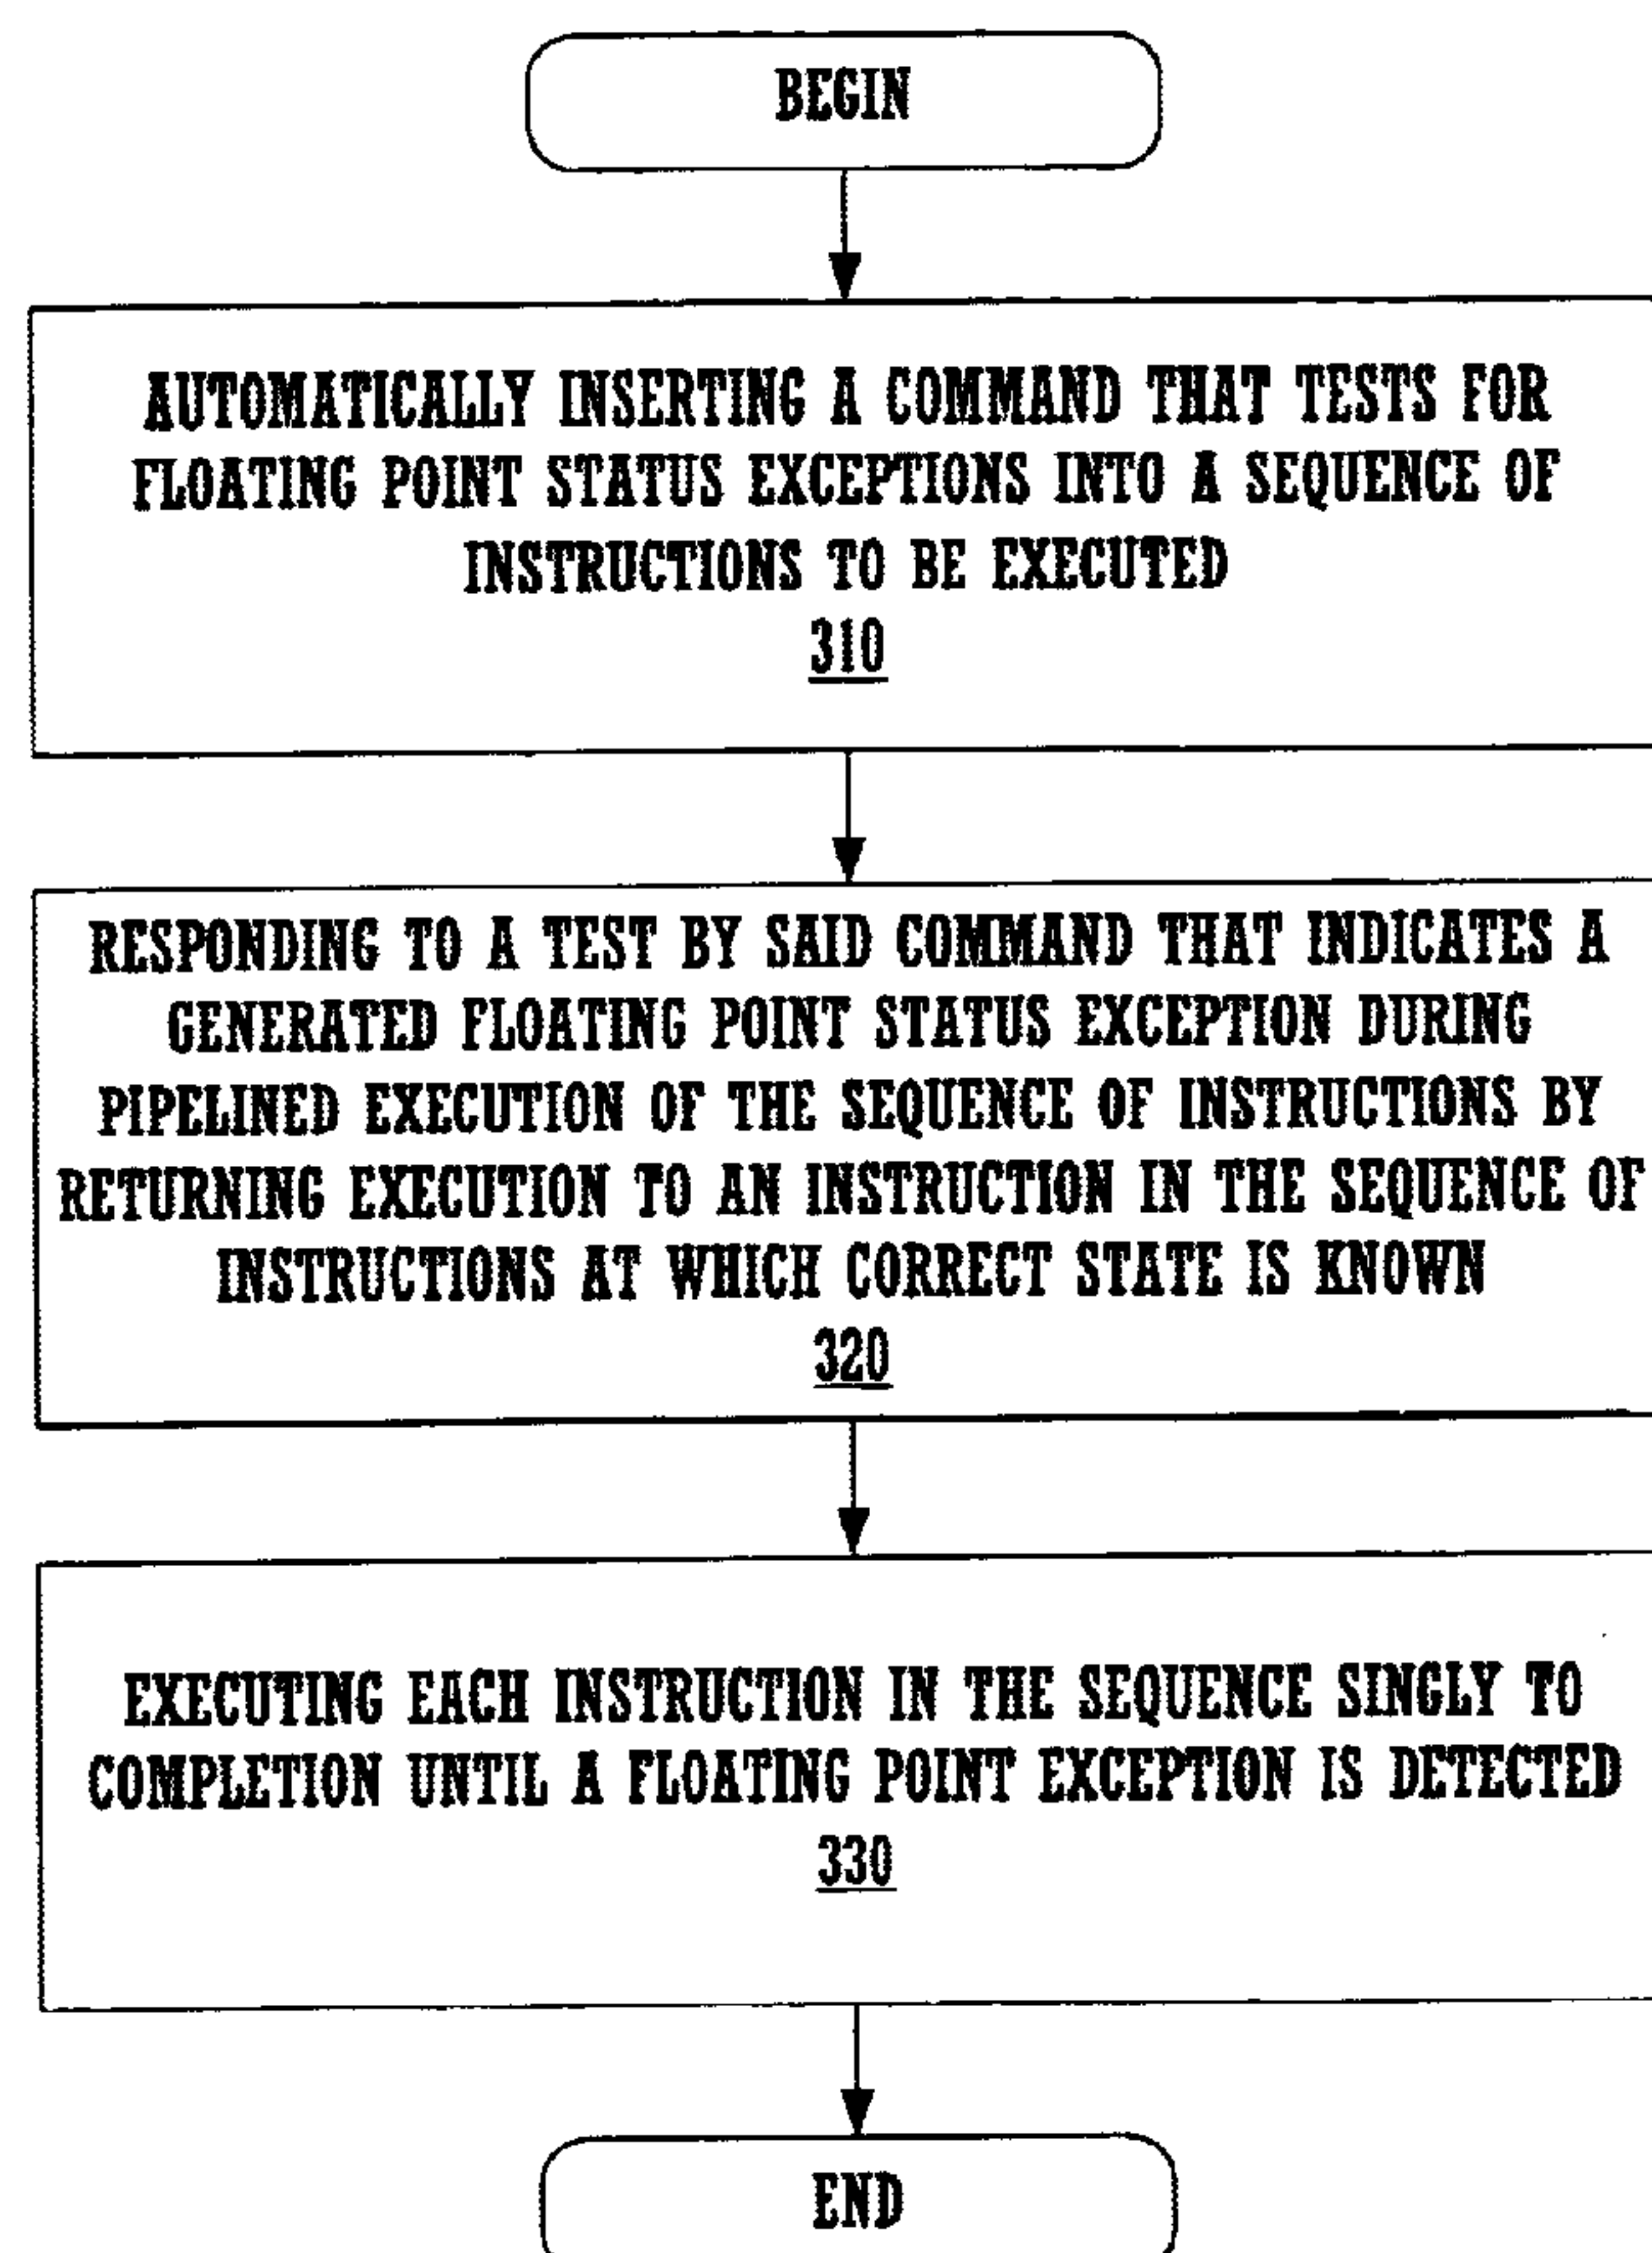 BEGIN
AUTOMATICALLY INSERTING A COMMAND THAT TESTS FOR
FLOATING POINT STATUS EXCEPTIONS INTO A SEQUENCE OF
INSTRUCTIONS TO BE EXECUTED
310
RESPONDING TO A TEST BY SAID COMMAND THAT INDICATES A
GENERATED FLOATING POINT STATUS EXCEPTION DURING
PIPELINED EXECUTION OF THE SEQUENCE OF INSTRUCTIONS BY
RETURNING EXECUTION TO AN INSTRUCTION IN THE SEQUENCE OF
INSTRUCTIONS AT WHICH CORRECT STATE IS KNOWN
320
EXECUTING EACH INSTRUCTION IN THE SEQUENCE SINGLY TO
COMPLETION UNTIL A FLOATING POINT EXCEPTION IS DETECTED
330
END